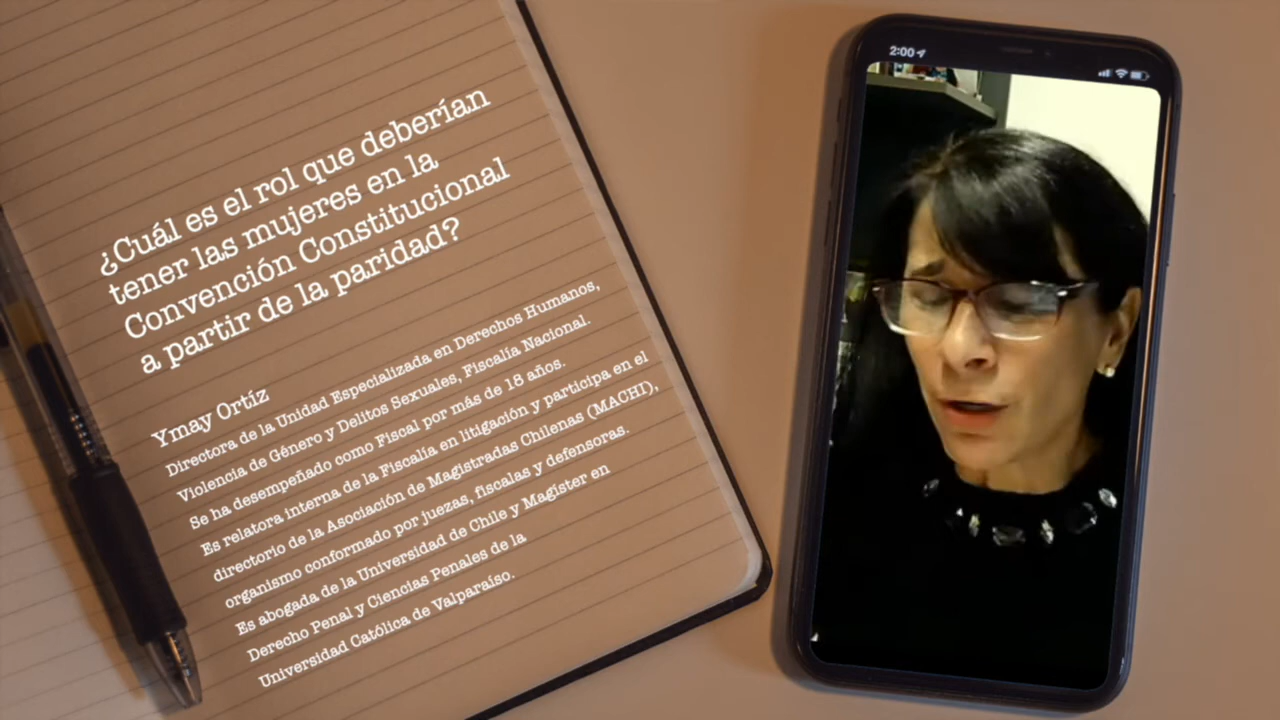 ¿Cuál es el rol que deberían
tener las mujeres en la
Convención Constitucional
a partir de la paridad?
Ymay Ortíz
Directora de la Unidad Especializada en Derechos Humanos,
Violencia de Género y Delitos Sexuales, Fiscalía Nacional.
Se ha desempeñado como Fiscal por más de 18 años.
Es relatora interna de la Fiscalía en litigación y participa en el
directorio de la Asociación de Magistradas Chilenas (MACHI),
organismo conformado por juezas, fiscalas y defensoras.
Es abogada de la Universidad de Chile y Magíster en
Derecho Penal y Ciencias Penales de la
Universidad Católica de Valparaíso.
2:00